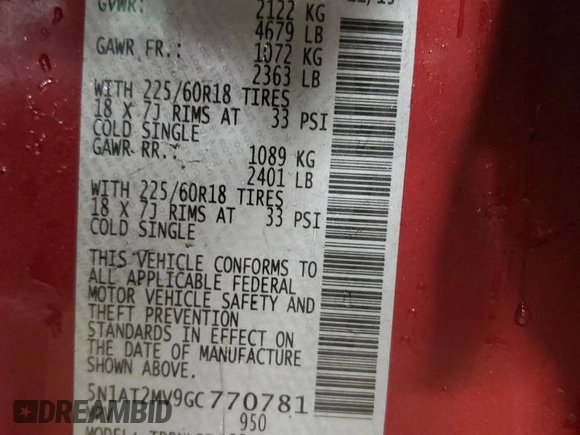 GVWR: 2122 KG
4679 LB
GAWR FR.: 1072 KG
2363 LB
WITH 225/60R18 TIRES
18 X 7J RIMS AT 33 PSI
COLD SINGLE
GAWR RR.: 1089 KG
2401 LB
WITH 225/60R18 TIRES
18 X 7J RIMS AT 33 PSI
COLD SINGLE
THIS VEHICLE CONFORMS TO
ALL APPLICABLE FEDERAL
MOTOR VEHICLE SAFETY AND
THEFT PREVENTION
STANDARDS IN EFFECT ON
THE DATE OF MANUFACTURE
SHOWN ABOVE.
5N1AT2MV9GC770781
950
DREAMBID